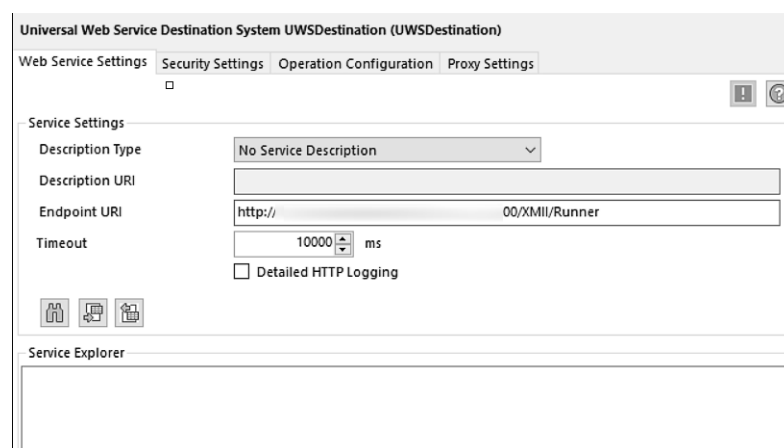 Universal Web Service Destination System UWSDestination (UWSDestination)
Web Service Settings Security Settings Operation Configuration Proxy Settings
Service Settings
Description Type No Service Description
Description URI
Endpoint URI http:// 00/XMII/Runner
Timeout 10000 ms
Detailed HTTP Logging
Service Explorer